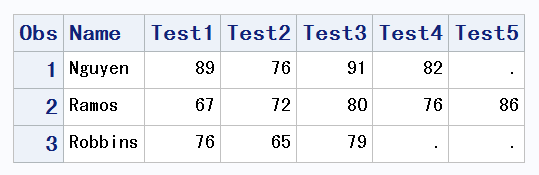 Obs Name Test1 Test2 Test3 Test4 Test5
1 Nguyen 89 76 91 82 .
2 Ramos 67 72 80 76 86
3 Robbins 76 65 79 . .